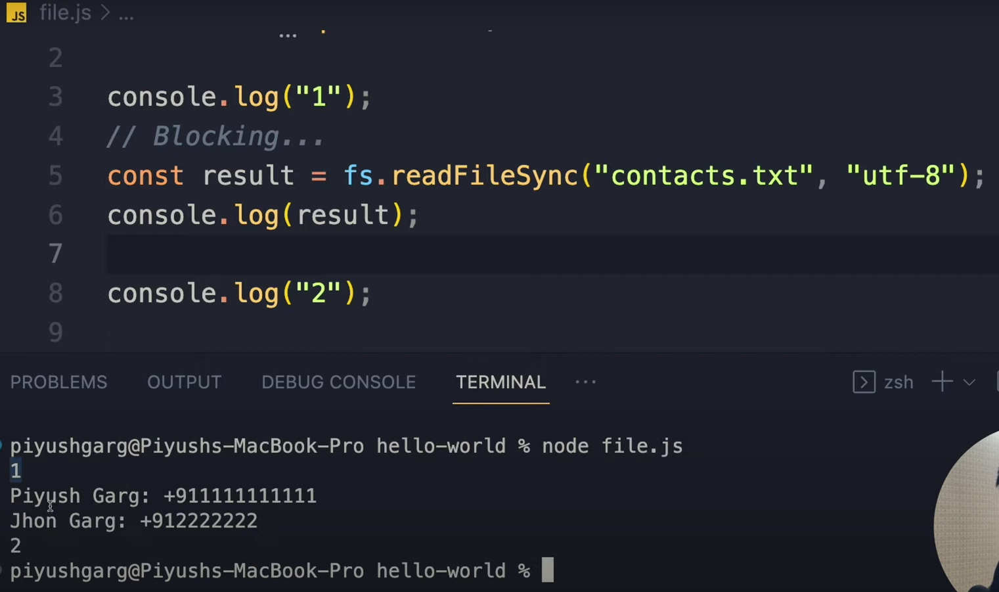 JS file.js > ...
2
3 console.log("1");
4 // Blocking...
5 const result = fs.readFileSync("contacts.txt", "utf-8");
6 console.log(result);
7
8 console.log("2");
9
PROBLEMS OUTPUT DEBUG CONSOLE TERMINAL ... zsh
piyushgarg@Piyushs-MacBook-Pro hello-world % node file.js
1
Piyush Garg: +911111111111
Jhon Garg: +912222222
2
piyushgarg@Piyushs-MacBook-Pro hello-world %